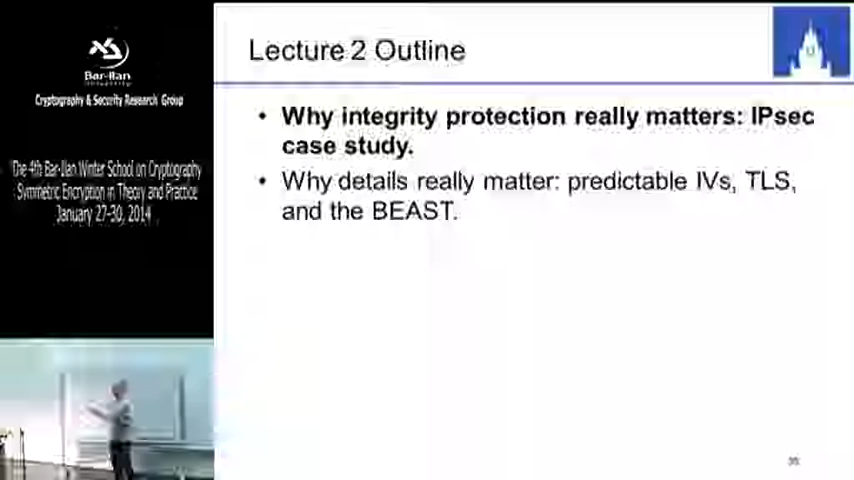 Bar-Ilan
University
Cryptography & Security Research Group
The 4th Bar-Ilan Winter School on Cryptography
Symmetric Encryption in Theory and Practice
January 27-30, 2014
Lecture 2 Outline
• Why integrity protection really matters: IPsec
case study.
• Why details really matter: predictable IVs, TLS,
and the BEAST.